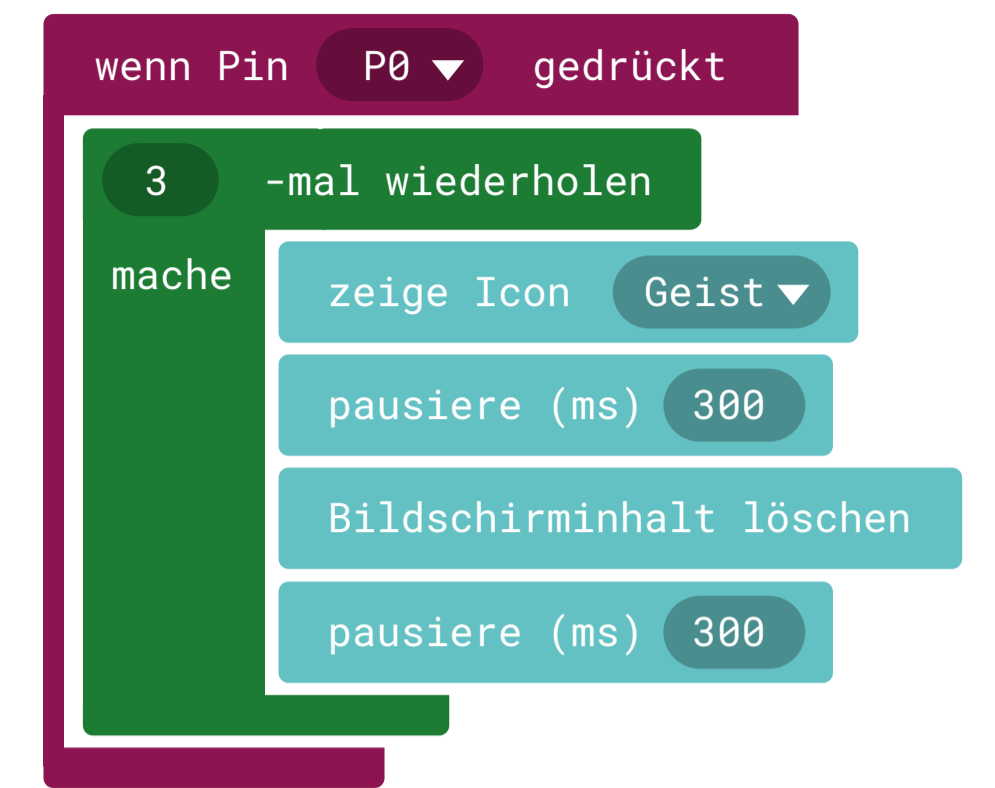 wenn Pin P0 gedrückt
3 -mal wiederholen
mache
zeige Icon Geist
pausiere (ms) 300
Bildschirminhalt löschen
pausiere (ms) 300